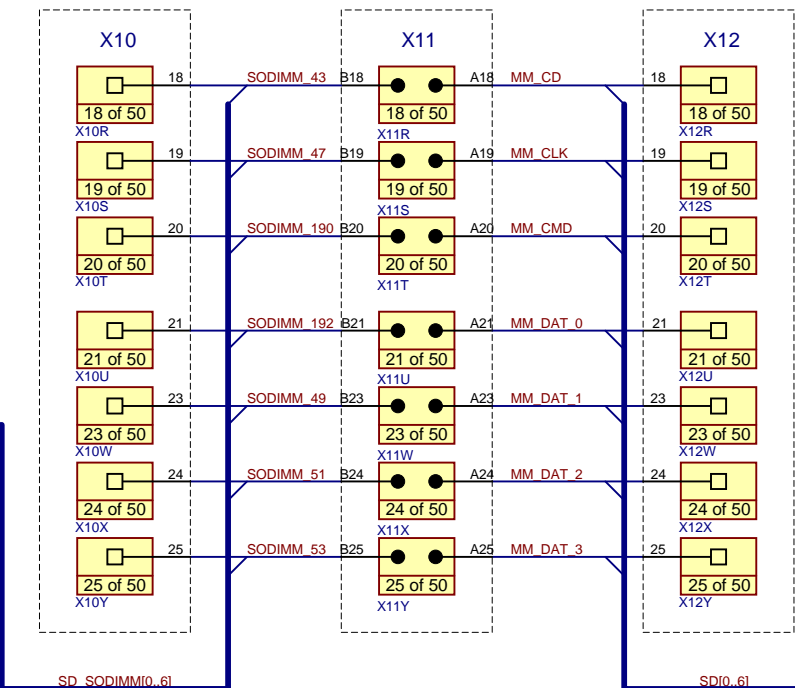 X10 X11 X12
18 SODIMM_43 B18 A18 MM_CD 18
18 of 50 18 of 50 18 of 50
X10R X11R X12R
19 SODIMM_47 B19 A19 MM_CLK 19
19 of 50 19 of 50 19 of 50
X10S X11S X12S
20 SODIMM_190 B20 A20 MM_CMD 20
20 of 50 20 of 50 20 of 50
X10T X11T X12T
21 SODIMM_192 B21 A21 MM_DAT_0 21
21 of 50 21 of 50 21 of 50
X10U X11U X12U
23 SODIMM_49 B23 A23 MM_DAT_1 23
23 of 50 23 of 50 23 of 50
X10W X11W X12W
24 SODIMM_51 B24 A24 MM_DAT_2 24
24 of 50 24 of 50 24 of 50
X10X X11X X12X
25 SODIMM_53 B25 A25 MM_DAT_3 25
25 of 50 25 of 50 25 of 50
X10Y X11Y X12Y
SD_SODIMM[0..6] SD[0..6]